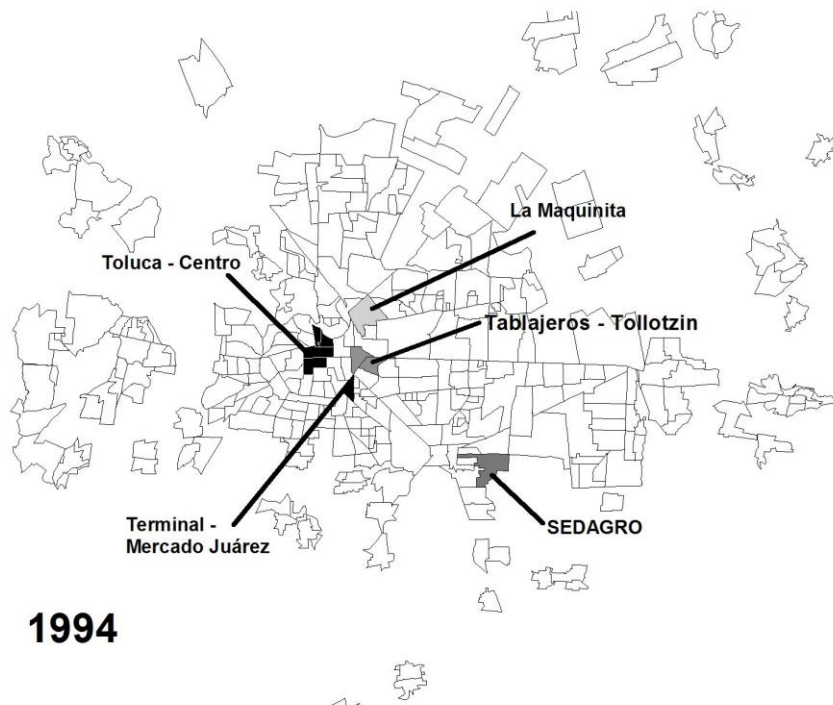 La Maquinita
Toluca - Centro
Tablajeros - Tollotzin
Terminal -
Mercado Juárez
SEDAGRO
1994